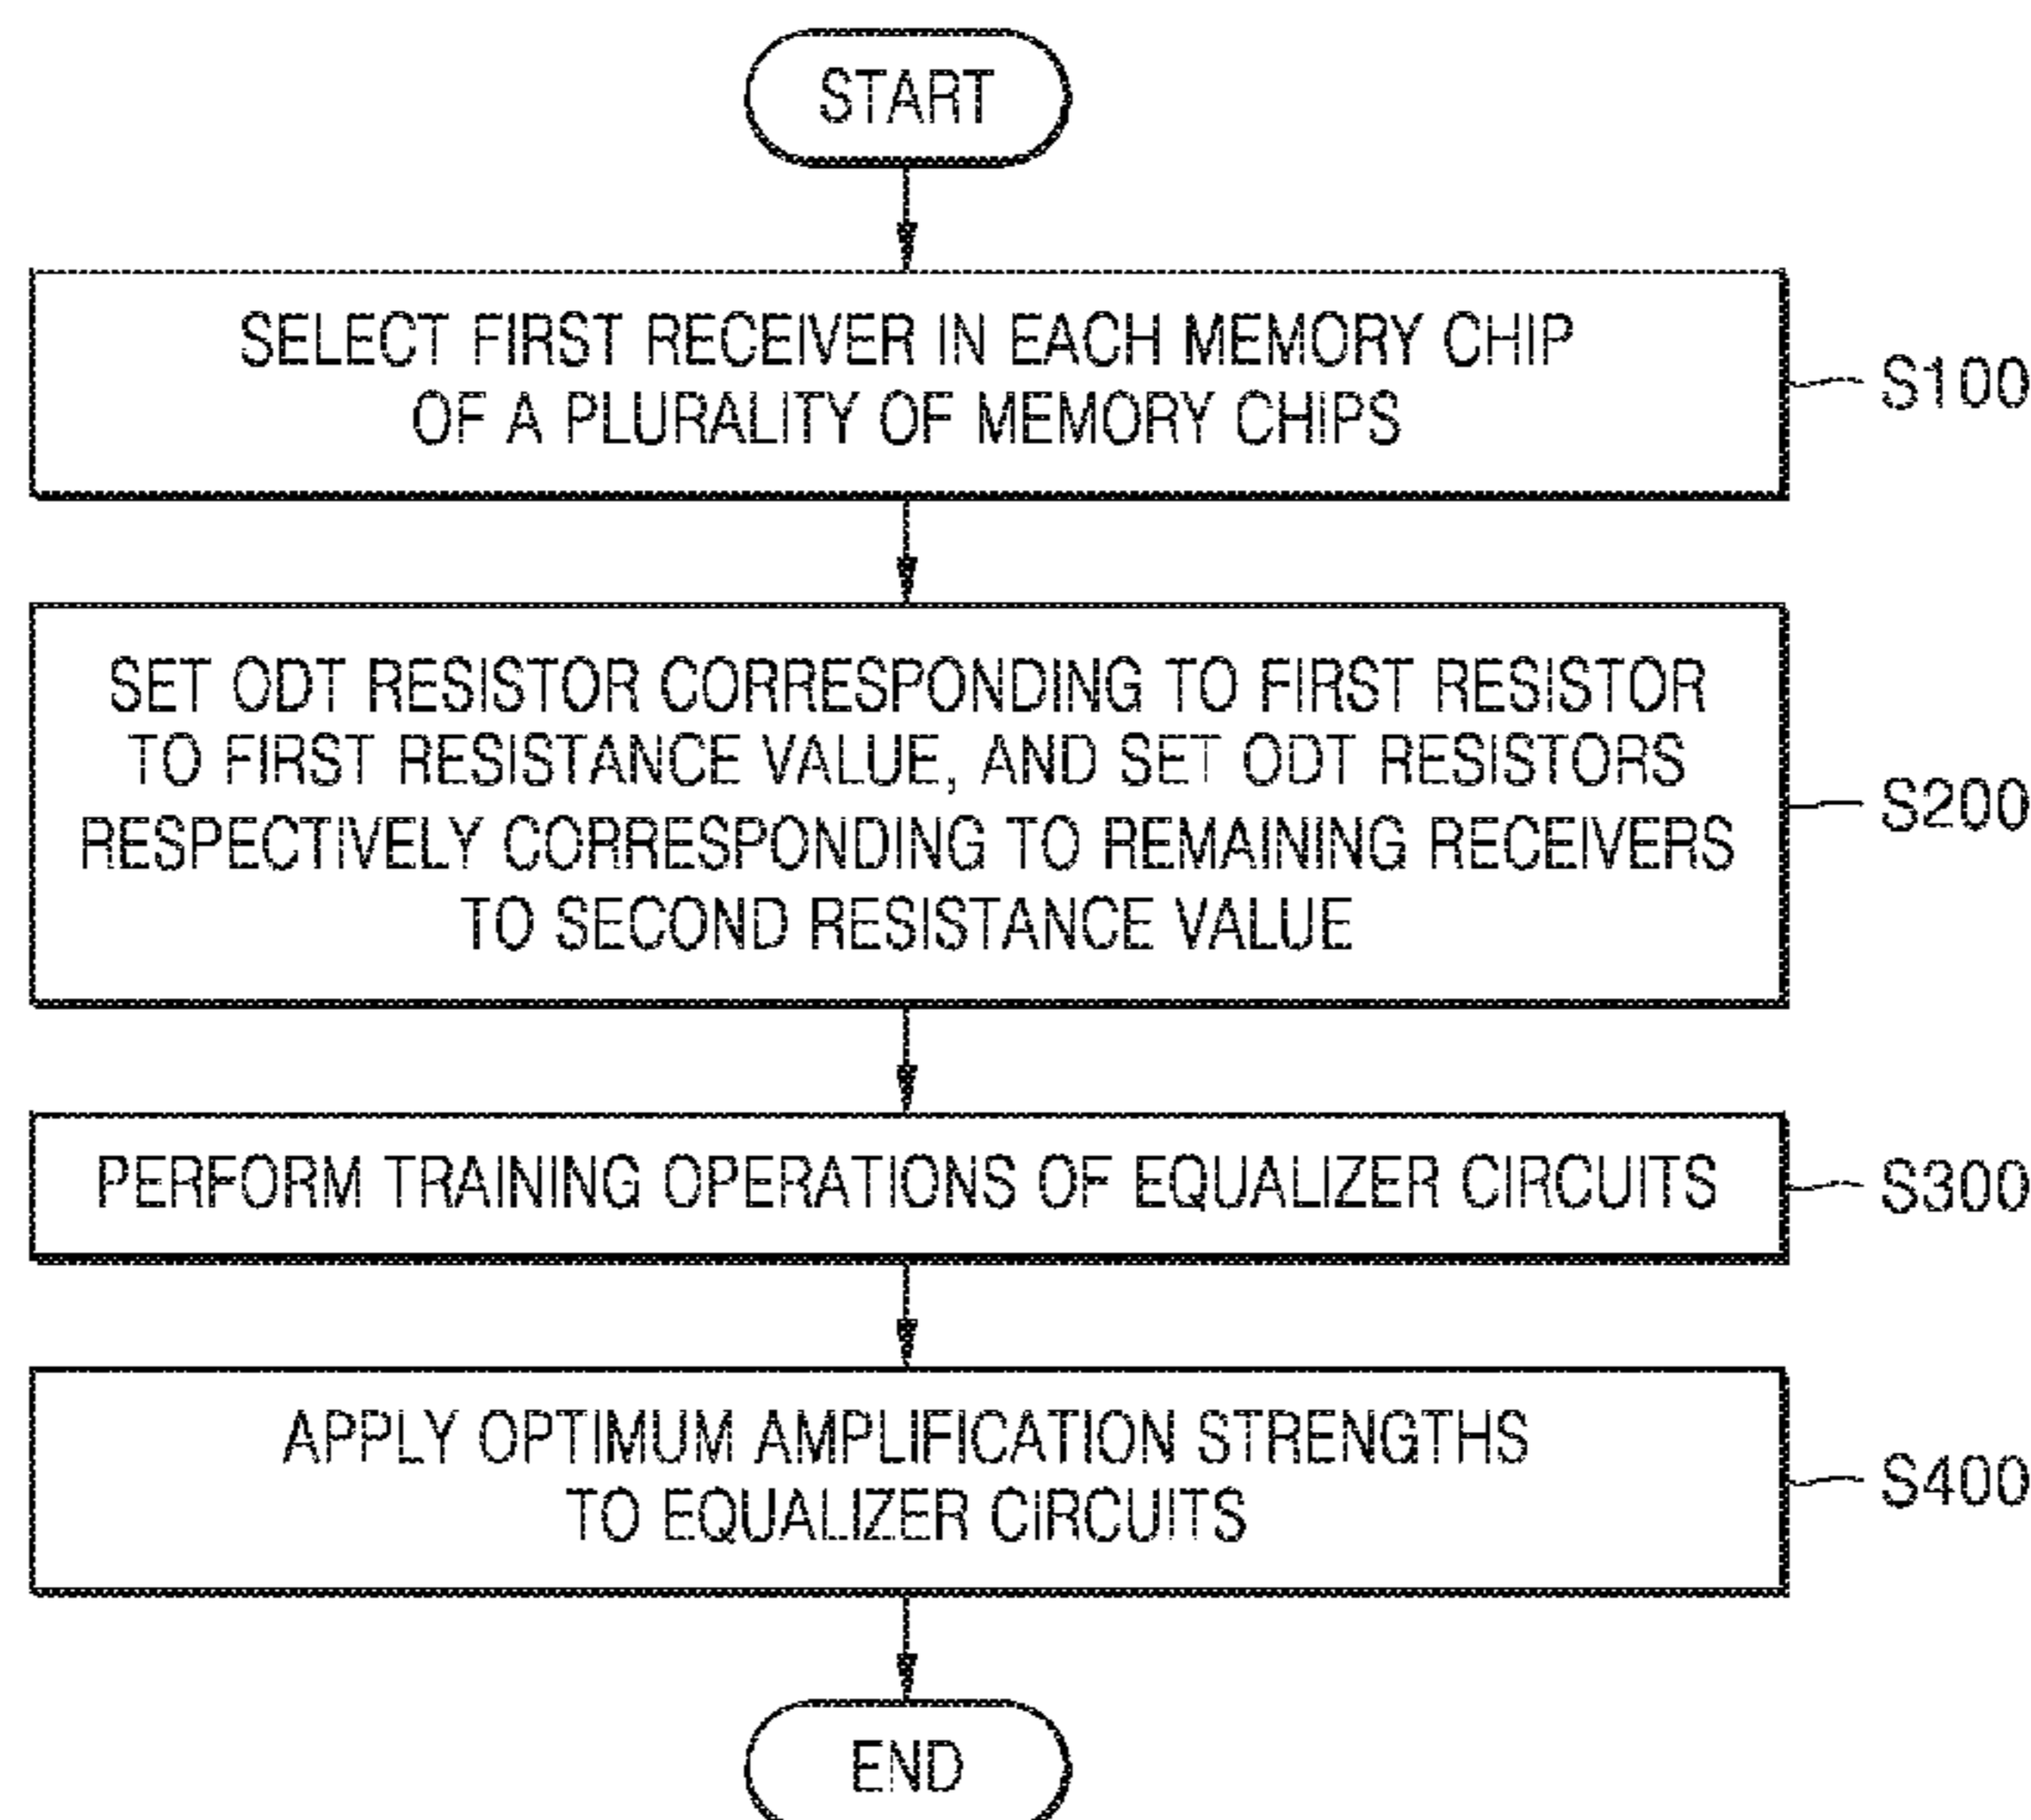 START
SELECT FIRST RECEIVER IN EACH MEMORY CHIP
OF A PLURALITY OF MEMORY CHIPS
S100
SET ODT RESISTOR CORRESPONDING TO FIRST RESISTOR
TO FIRST RESISTANCE VALUE, AND SET ODT RESISTORS
RESPECTIVELY CORRESPONDING TO REMAINING RECEIVERS
TO SECOND RESISTANCE VALUE
S200
PERFORM TRAINING OPERATIONS OF EQUALIZER CIRCUITS
S300
APPLY OPTIMUM AMPLIFICATION STRENGTHS
TO EQUALIZER CIRCUITS
S400
END